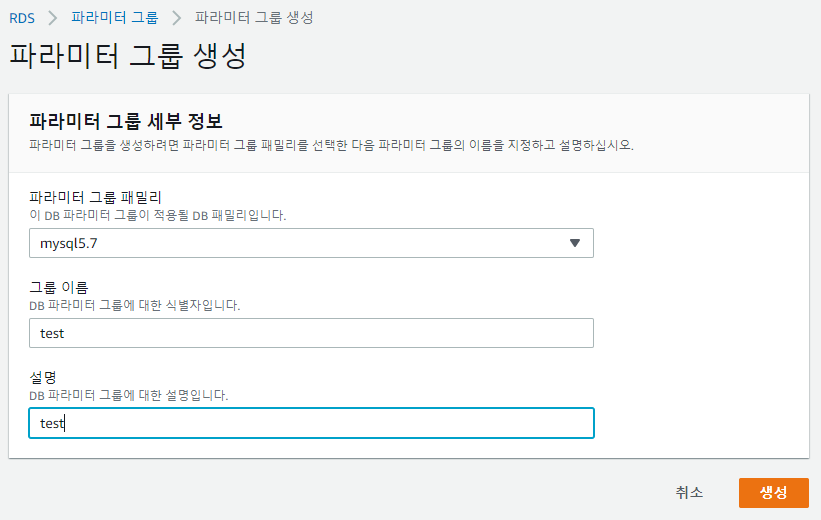 RDS 파라미터 그룹 파라미터 그룹 생성
파라미터 그룹 생성
파라미터 그룹 세부 정보
파라미터 그룹을 생성하려면 파라미터 그룹 패밀리를 선택한 다음 파라미터 그룹의 이름을 지정하고 설명하십시오.
파라미터 그룹 패밀리
이 DB 파라미터 그룹이 적용될 DB 패밀리입니다.
mysql5.7
그룹 이름
DB 파라미터 그룹에 대한 식별자입니다.
test
설명
DB 파라미터 그룹에 대한 설명입니다.
test
취소 생성